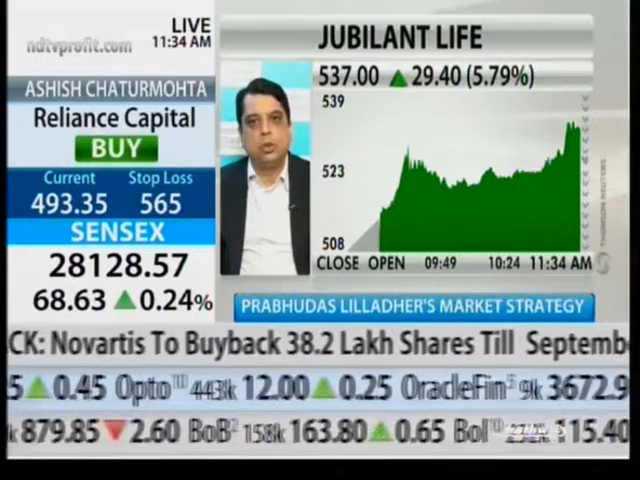 LIVE
ndtvprofit.com
11:34 AM
ASHISH CHATURMOHTA
Reliance Capital
BUY
Current Stop Loss
493.35 565
SENSEX
28128.57
68.63 0.24%
JUBILANT LIFE
537.00 29.40 (5.79%)
539
523
508
CLOSE OPEN 09:49 10:24 11:34 AM
THOMSON REUTERS
PRABHUDAS LILLADHER'S MARKET STRATEGY
CK: Novartis To Buyback 38.2 Lakh Shares Till Septemb
5 0.45 Opto 443k 12.00 0.25 OracleFin 9k 3672.9
k 879.85 2.60 BoB 158k 163.80 0.65 BoI 115.40